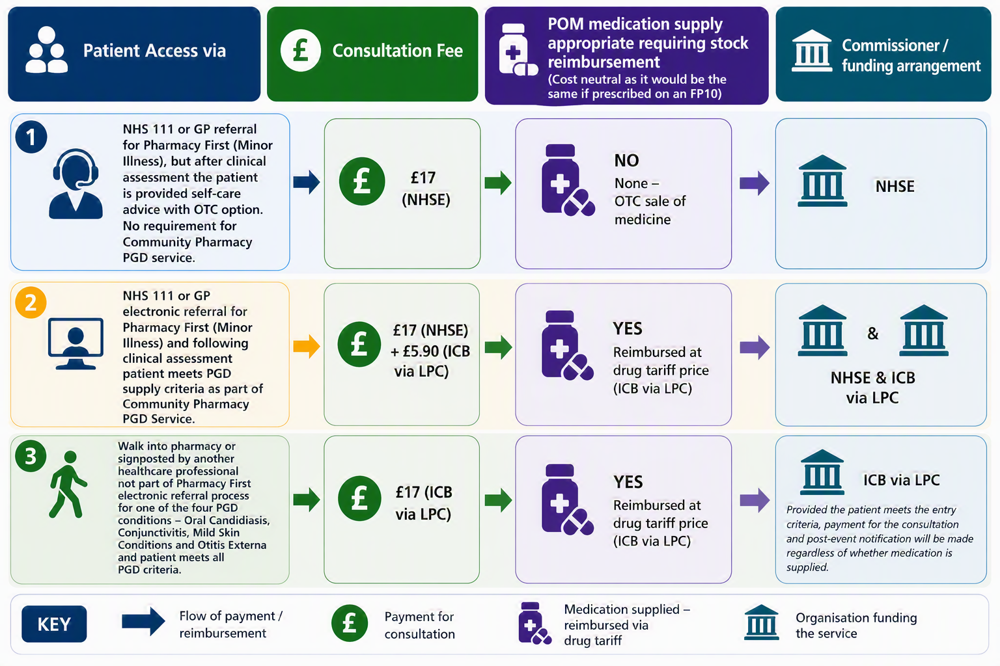 Patient Access via
£
Consultation Fee
POM medication supply
appropriate requiring stock
reimbursement
(Cost neutral as it would be the
same if prescribed on an FP10)
Commissioner /
funding arrangement
1
NHS 111 or GP referral
for Pharmacy First (Minor
Illness), but after clinical
assessment the patient
is provided self-care
advice with OTC option.
No requirement for
Community Pharmacy
PGD service.
£
£17
(NHSE)
NO
None –
OTC sale of
medicine
NHSE
2
NHS 111 or GP
electronic referral for
Pharmacy First (Minor
Illness) and following
clinical assessment
patient meets PGD
supply criteria as part of
Community Pharmacy
PGD Service.
£
£17 (NHSE)
+ £5.90 (ICB
via LPC)
YES
Reimbursed at
drug tariff price
(ICB via LPC)
&
NHSE & ICB
via LPC
3
Walk into pharmacy or
signposted by another
healthcare professional
not part of Pharmacy First
electronic referral process
for one of the four PGD
conditions – Oral Candidiasis,
Conjunctivitis, Mild Skin
Conditions and Otitis Externa
and patient meets all
PGD criteria.
£
£17 (ICB
via LPC)
YES
Reimbursed at
drug tariff price
(ICB via LPC)
ICB via LPC
Provided the patient meets the entry
criteria, payment for the consultation
and post-event notification will be made
regardless of whether medication is
supplied.
KEY
Flow of payment /
reimbursement
£
Payment for
consultation
Medication supplied –
reimbursed via
drug tariff
Organisation funding
the service